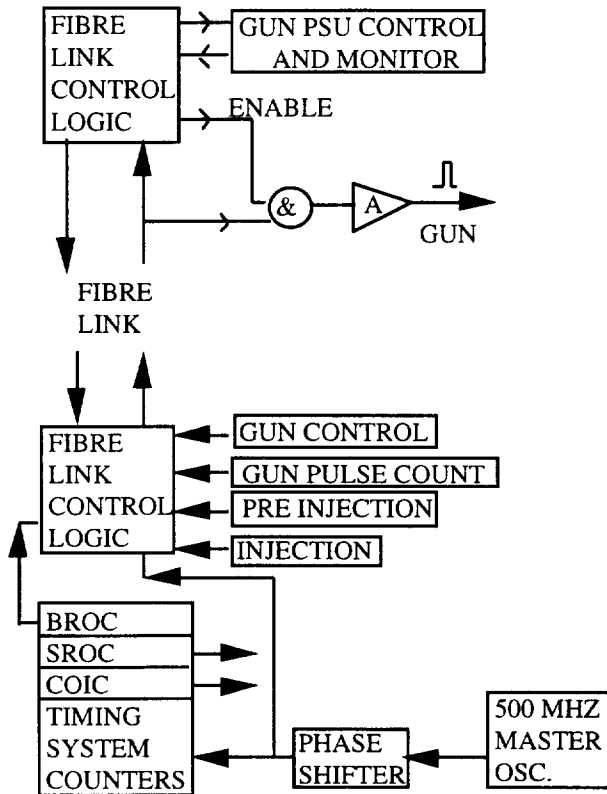 FIBRE
LINK
CONTROL
LOGIC
GUN PSU CONTROL
AND MONITOR
ENABLE
&
A
GUN
FIBRE
LINK
FIBRE
LINK
CONTROL
LOGIC
GUN CONTROL
GUN PULSE COUNT
PRE INJECTION
INJECTION
BROC
SROC
COIC
TIMING
SYSTEM
COUNTERS
PHASE
SHIFTER
500 MHZ
MASTER
OSC.